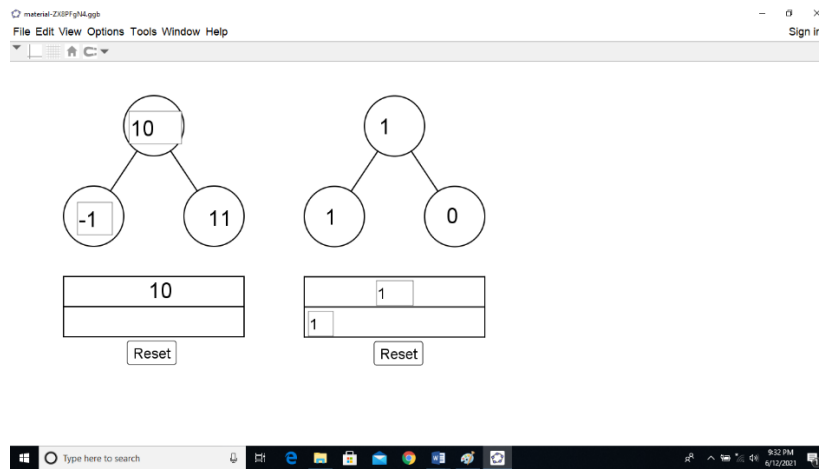 material-ZX8PFgN4.ggb
File Edit View Options Tools Window Help
Sign in
10
1
-1
11
1
0
10
1
1
Reset
Reset
Type here to search
9:32 PM
6/12/2021